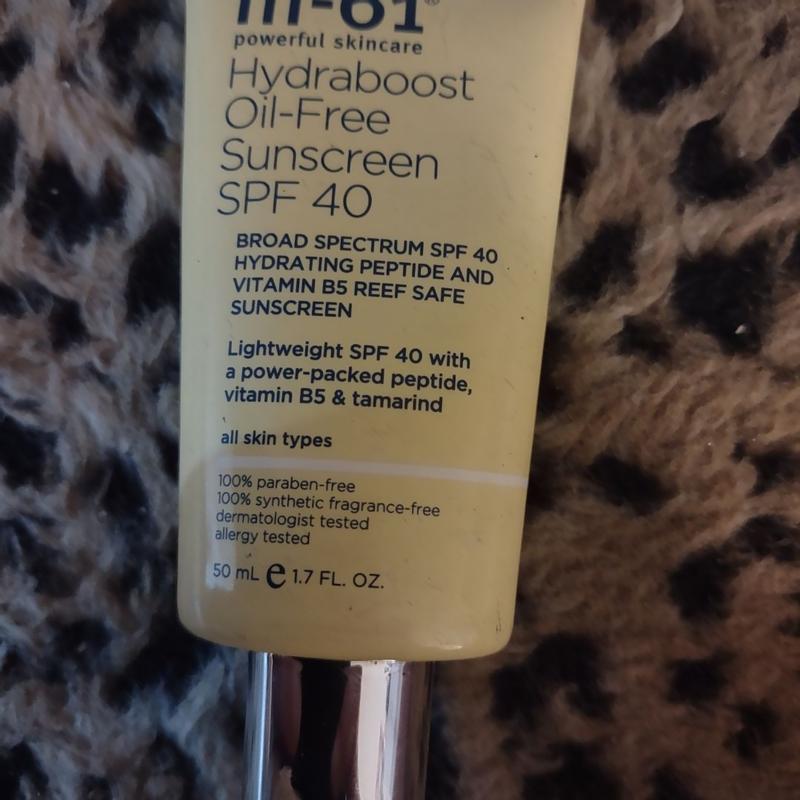 m-61®
powerful skincare
Hydraboost
Oil-Free
Sunscreen
SPF 40
BROAD SPECTRUM SPF 40
HYDRATING PEPTIDE AND
VITAMIN B5 REEF SAFE
SUNSCREEN
Lightweight SPF 40 with
a power-packed peptide,
vitamin B5 & tamarind
all skin types
100% paraben-free
100% synthetic fragrance-free
dermatologist tested
allergy tested
50 mL ℮ 1.7 FL. OZ.